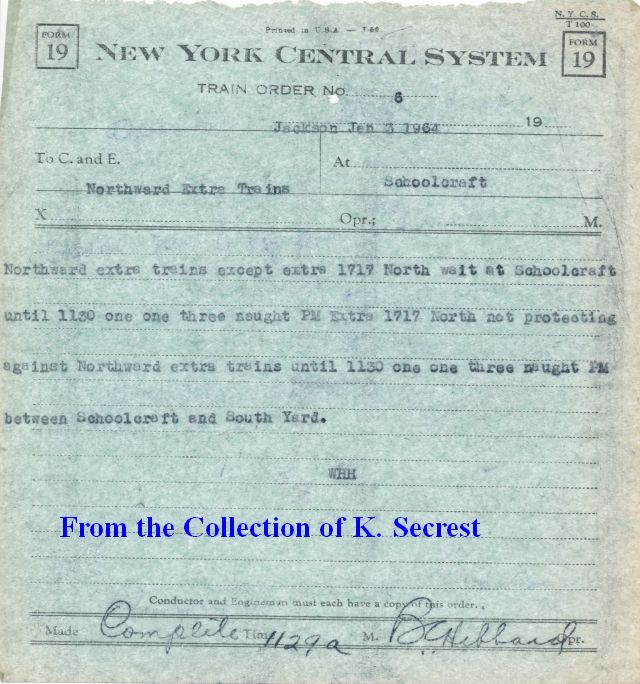 N. Y. C. S.
Printed in U.S.A — 7-60
T 100
FORM 19
NEW YORK CENTRAL SYSTEM
FORM 19
TRAIN ORDER No. 6
Jackson Jan 3 1964 19
To C. and E.
At
Northward Extra Trains
Schoolcraft
X Opr.; M.
Northward extra trains except extra 1717 North wait at Schoolcraft
until 1130 one one three naught PM Extra 1717 North not protecting
against Northward extra trains until 1130 one one three naught PM
between Schoolcraft and South Yard.
WHH
From the Collection of K. Secrest
Conductor and Engineman must each have a copy of this order.
Made Complete Time 1129a M. Hibbard Opr.